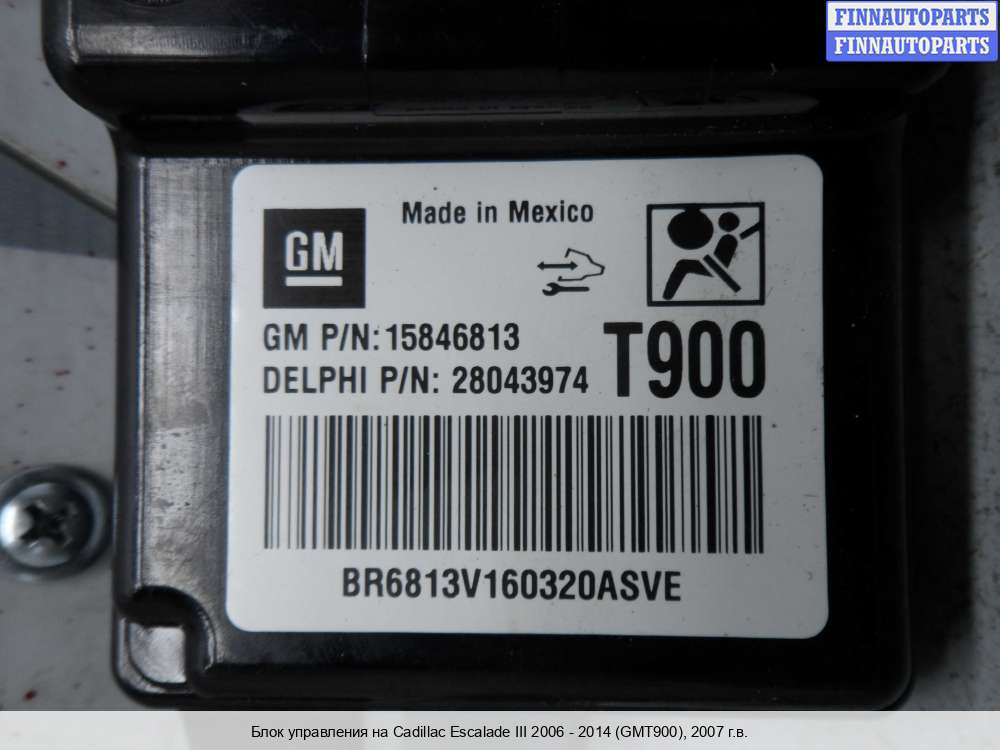 FINNAUTOPARTS
FINNAUTOPARTS
Made in Mexico
GM
GM P/N: 15846813
T900
DELPHI P/N: 28043974
BR6813V160320ASVE
Блок управления на Cadillac Escalade III 2006 - 2014 (GMT900), 2007 г.в.